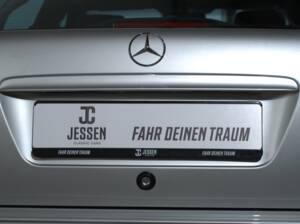 JC
JESSEN
CLASSIC CARS
FAHR DEINEN TRAUM
FAHR DEINEN TRAUM JESSEN FAHR DEINEN TRAUM